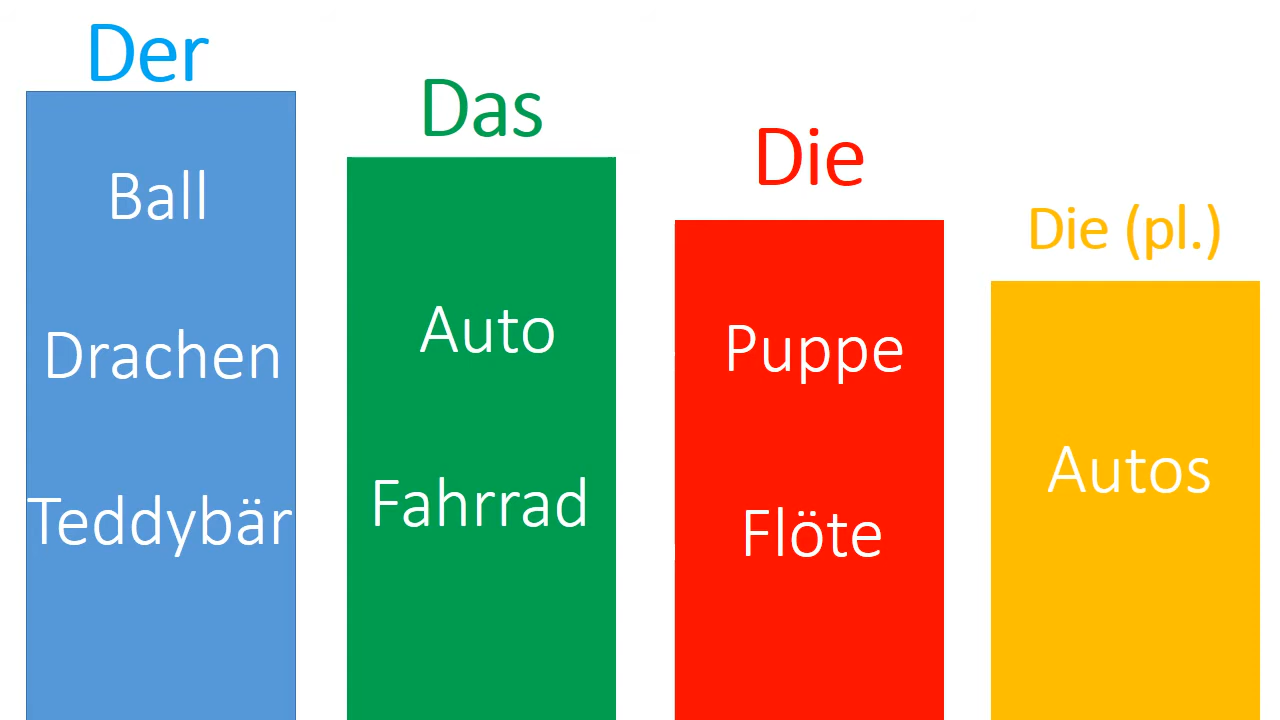 Der
Ball
Drachen
Teddybär
Das
Auto
Fahrrad
Die
Puppe
Flöte
Die (pl.)
Autos